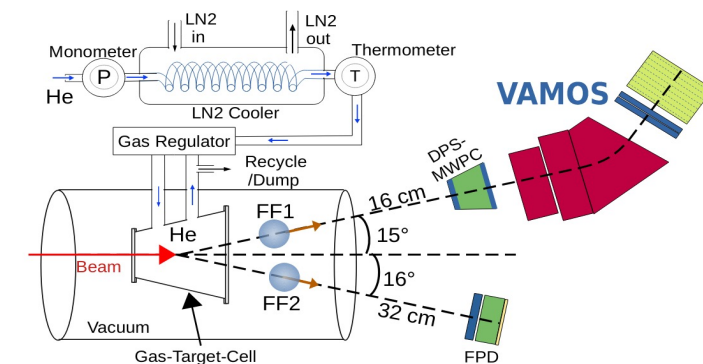 LN2
in
LN2
out
Monometer
Thermometer
P
T
He
LN2 Cooler
VAMOS
Gas Regulator
DPS-
MWPC
Recycle
/Dump
16 cm
FF1
He
15°
Beam
16°
FF2
32 cm
Vacuum
Gas-Target-Cell
FPD